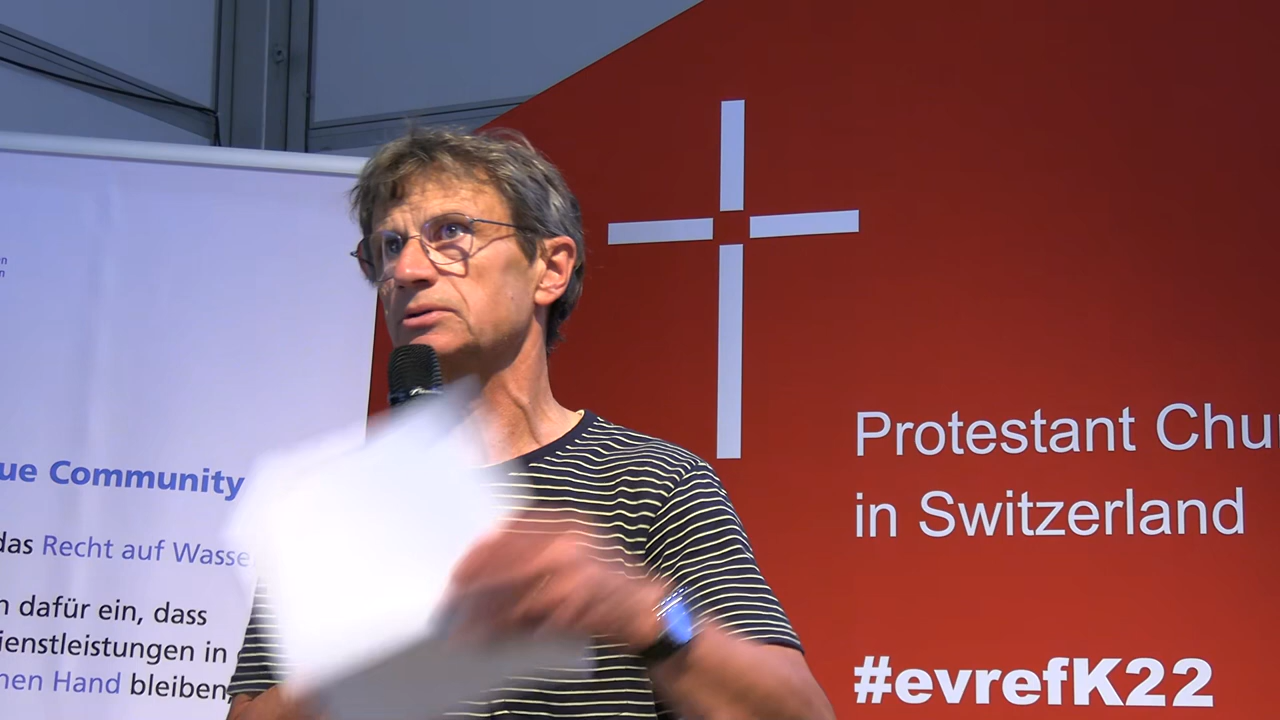 ue Community
das Recht auf Wasse
n dafür ein, dass
ienstleistungen in
nen Hand bleiben,
Protestant Chu
in Switzerland
#evrefK22